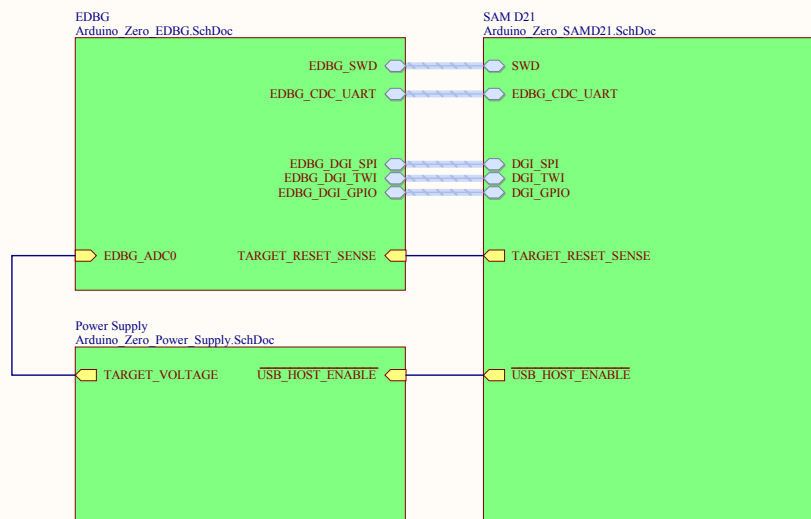 EDBG
Arduino_Zero_EDBG.SchDoc
EDBG_SWD
EDBG_CDC_UART
EDBG_DGI_SPI
EDBG_DGI_TWI
EDBG_DGI_GPIO
EDBG_ADC0
TARGET_RESET_SENSE
Power Supply
Arduino_Zero_Power_Supply.SchDoc
TARGET_VOLTAGE
USB_HOST_ENABLE
SAM D21
Arduino_Zero_SAMD21.SchDoc
SWD
EDBG_CDC_UART
DGI_SPI
DGI_TWI
DGI_GPIO
TARGET_RESET_SENSE
USB_HOST_ENABLE